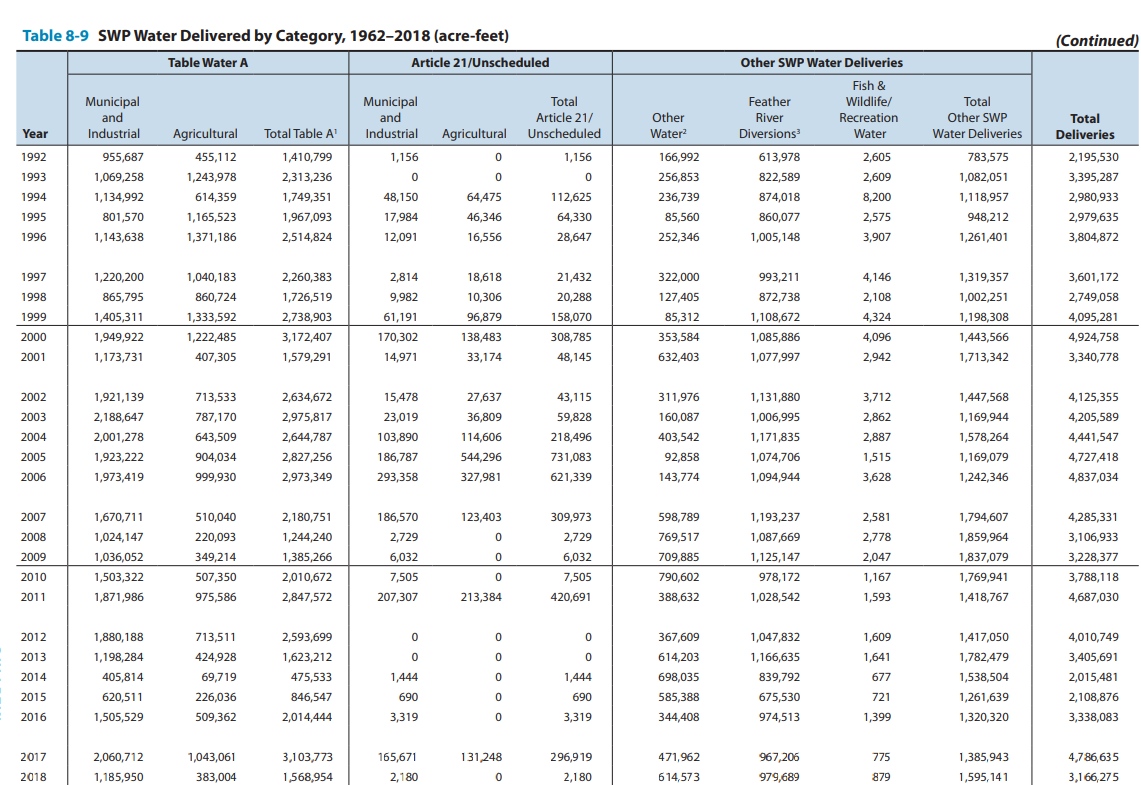 Table 8-9 SWP Water Delivered by Category, 1962–2018 (acre-feet)
(Continued)
Table Water A Article 21/Unscheduled Other SWP Water Deliveries
Year Municipal and Industrial Agricultural Total Table A¹ Municipal and Industrial Agricultural Total Article 21/ Unscheduled Other Water² Feather River Diversions³ Fish & Wildlife/ Recreation Water Total Other SWP Water Deliveries Total Deliveries
1992 955,687 455,112 1,410,799 1,156 0 1,156 166,992 613,978 2,605 783,575 2,195,530
1993 1,069,258 1,243,978 2,313,236 0 0 0 256,853 822,589 2,609 1,082,051 3,395,287
1994 1,134,992 614,359 1,749,351 48,150 64,475 112,625 236,739 874,018 8,200 1,118,957 2,980,933
1995 801,570 1,165,523 1,967,093 17,984 46,346 64,330 85,560 860,077 2,575 948,212 2,979,635
1996 1,143,638 1,371,186 2,514,824 12,091 16,556 28,647 252,346 1,005,148 3,907 1,261,401 3,804,872
1997 1,220,200 1,040,183 2,260,383 2,814 18,618 21,432 322,000 993,211 4,146 1,319,357 3,601,172
1998 865,795 860,724 1,726,519 9,982 10,306 20,288 127,405 872,738 2,108 1,002,251 2,749,058
1999 1,405,311 1,333,592 2,738,903 61,191 96,879 158,070 85,312 1,108,672 4,324 1,198,308 4,095,281
2000 1,949,922 1,222,485 3,172,407 170,302 138,483 308,785 353,584 1,085,886 4,096 1,443,566 4,924,758
2001 1,173,731 407,305 1,579,291 14,971 33,174 48,145 632,403 1,077,997 2,942 1,713,342 3,340,778
2002 1,921,139 713,533 2,634,672 15,478 27,637 43,115 311,976 1,131,880 3,712 1,447,568 4,125,355
2003 2,188,647 787,170 2,975,817 23,019 36,809 59,828 160,087 1,006,995 2,862 1,169,944 4,205,589
2004 2,001,278 643,509 2,644,787 103,890 114,606 218,496 403,542 1,171,835 2,887 1,578,264 4,441,547
2005 1,923,222 904,034 2,827,256 186,787 544,296 731,083 92,858 1,074,706 1,515 1,169,079 4,727,418
2006 1,973,419 999,930 2,973,349 293,358 327,981 621,339 143,774 1,094,944 3,628 1,242,346 4,837,034
2007 1,670,711 510,040 2,180,751 186,570 123,403 309,973 598,789 1,193,237 2,581 1,794,607 4,285,331
2008 1,024,147 220,093 1,244,240 2,729 0 2,729 769,517 1,087,669 2,778 1,859,964 3,106,933
2009 1,036,052 349,214 1,385,266 6,032 0 6,032 709,885 1,125,147 2,047 1,837,079 3,228,377
2010 1,503,322 507,350 2,010,672 7,505 0 7,505 790,602 978,172 1,167 1,769,941 3,788,118
2011 1,871,986 975,586 2,847,572 207,307 213,384 420,691 388,632 1,028,542 1,593 1,418,767 4,687,030
2012 1,880,188 713,511 2,593,699 0 0 0 367,609 1,047,832 1,609 1,417,050 4,010,749
2013 1,198,284 424,928 1,623,212 0 0 0 614,203 1,166,635 1,641 1,782,479 3,405,691
2014 405,814 69,719 475,533 1,444 0 1,444 698,035 839,792 677 1,538,504 2,015,481
2015 620,511 226,036 846,547 690 0 690 585,388 675,530 721 1,261,639 2,108,876
2016 1,505,529 509,362 2,014,444 3,319 0 3,319 344,408 974,513 1,399 1,320,320 3,338,083
2017 2,060,712 1,043,061 3,103,773 165,671 131,248 296,919 471,962 967,206 775 1,385,943 4,786,635
2018 1,185,950 383,004 1,568,954 2,180 0 2,180 614,573 979,689 879 1,595,141 3,166,275